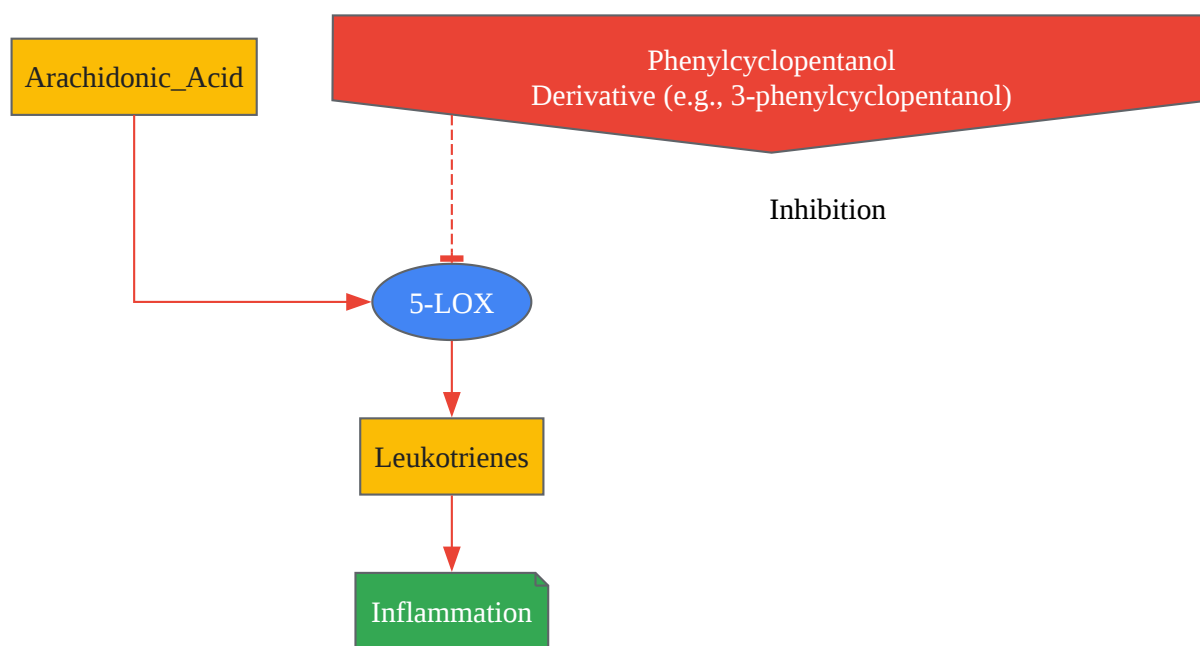 Arachidonic_Acid
Phenylcyclopentanol
Derivative (e.g., 3-phenylcyclopentanol)
Inhibition
5-LOX
Leukotrienes
Inflammation